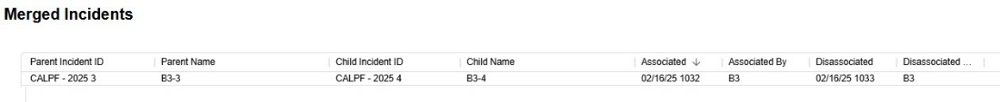 Merged Incidents
Parent Incident ID Parent Name Child Incident ID Child Name Associated ↓ Associated By Disassociated Disassociated ...
CALPF - 2025 3 B3-3 CALPF - 2025 4 B3-4 02/16/25 1032 B3 02/16/25 1033 B3